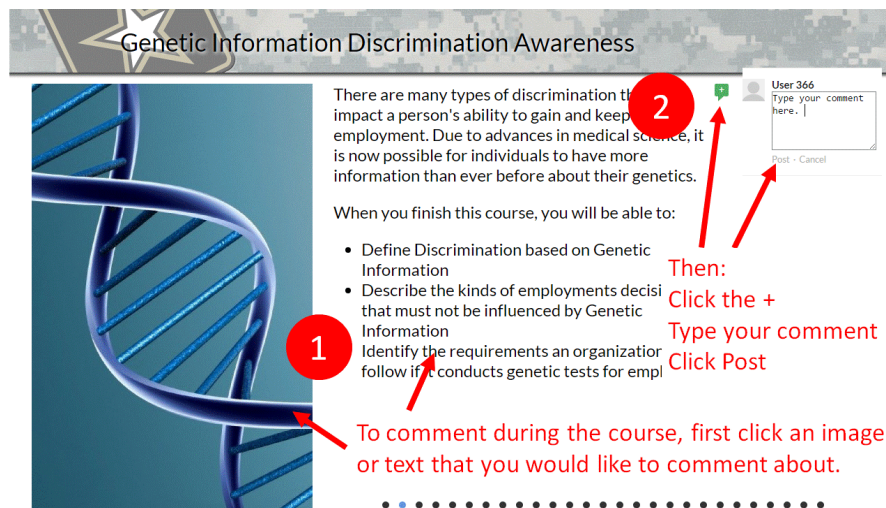 Genetic Information Discrimination Awareness
There are many types of discrimination th
impact a person's ability to gain and keep
employment. Due to advances in medical science, it
is now possible for individuals to have more
information than ever before about their genetics.
When you finish this course, you will be able to:
• Define Discrimination based on Genetic
Information
• Describe the kinds of employments decisi
that must not be influenced by Genetic
Information
Identify the requirements an organization
follow if it conducts genetic tests for empl
1
2
+
User 366
Type your comment
here.
Post - Cancel
Then:
Click the +
Type your comment
Click Post
To comment during the course, first click an image
or text that you would like to comment about.